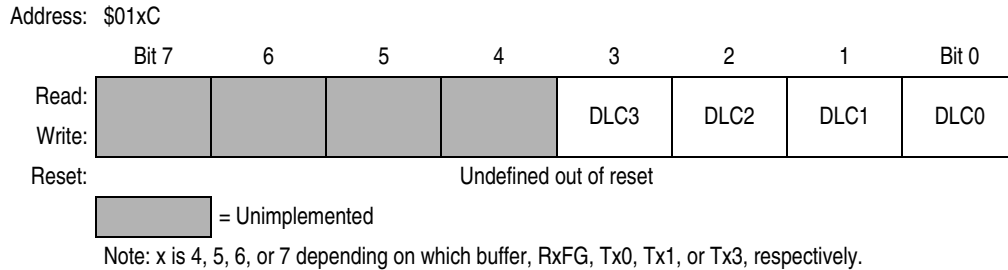 Address: $01xC
Bit 7 6 5 4 3 2 1 Bit 0
Read:
DLC3 DLC2 DLC1 DLC0
Write:
Reset: Undefined out of reset
= Unimplemented
Note: x is 4, 5, 6, or 7 depending on which buffer, RxFG, Tx0, Tx1, or Tx3, respectively.